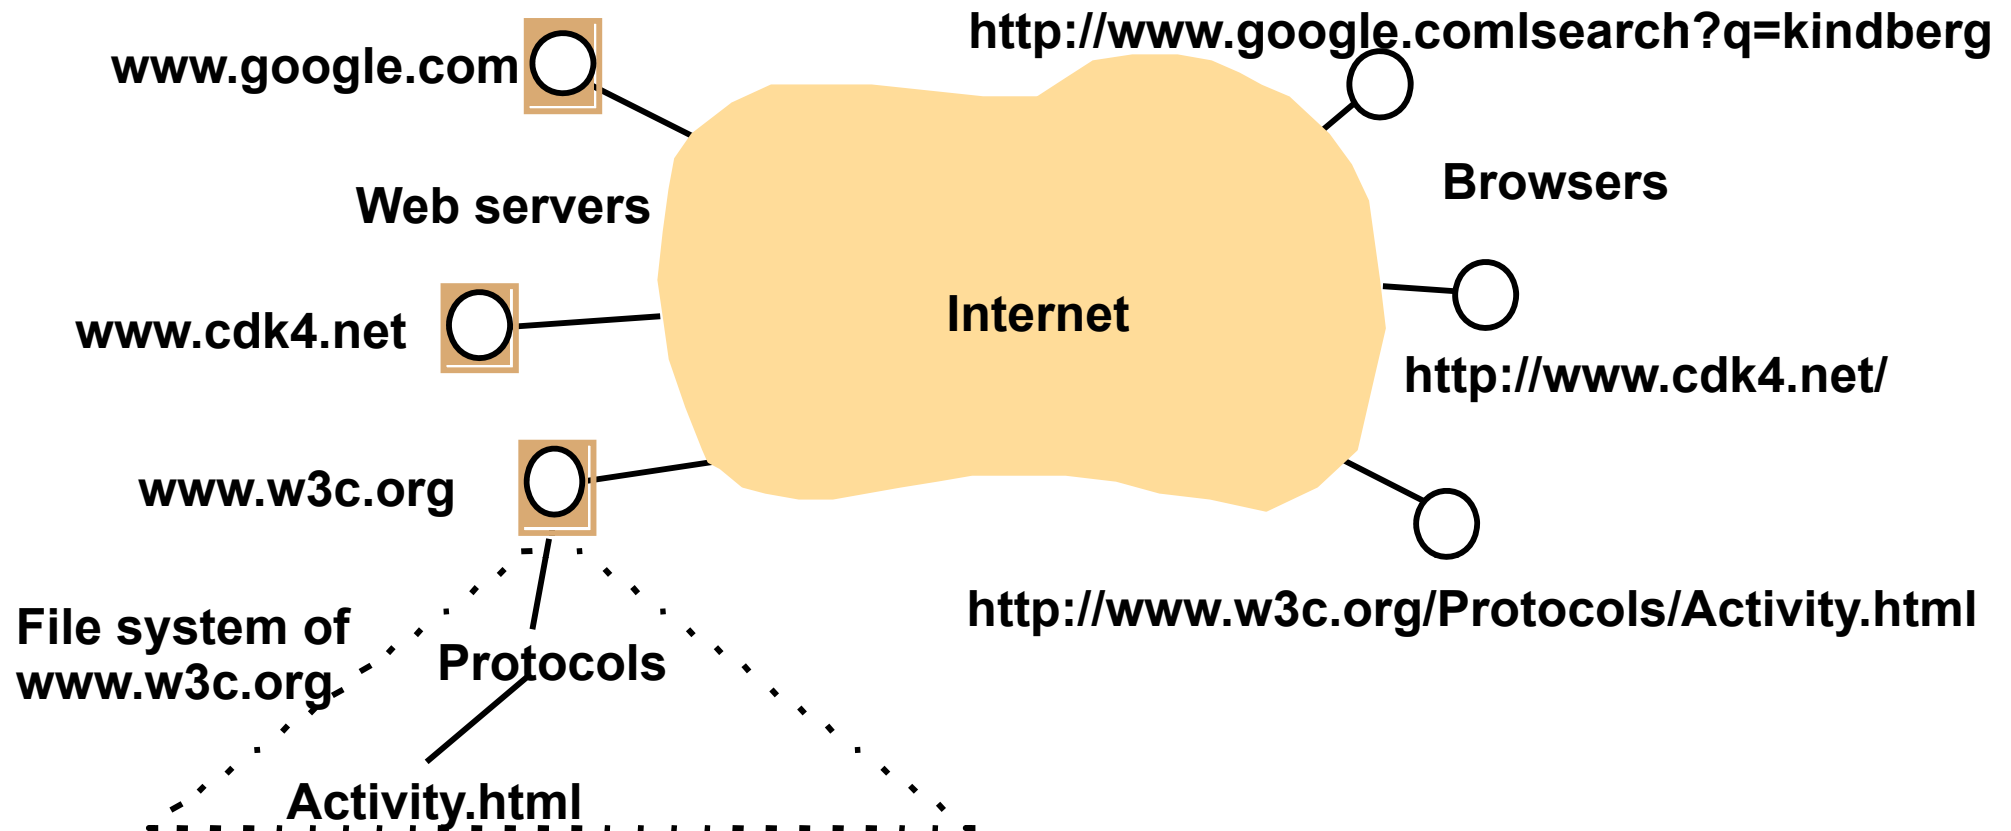 http://www.google.comlsearch?q=kindberg
www.google.com
Browsers
Web servers
Internet
www.cdk4.net
http://www.cdk4.net/
www.w3c.org
http://www.w3c.org/Protocols/Activity.html
File system of
www.w3c.org
Protocols
Activity.html